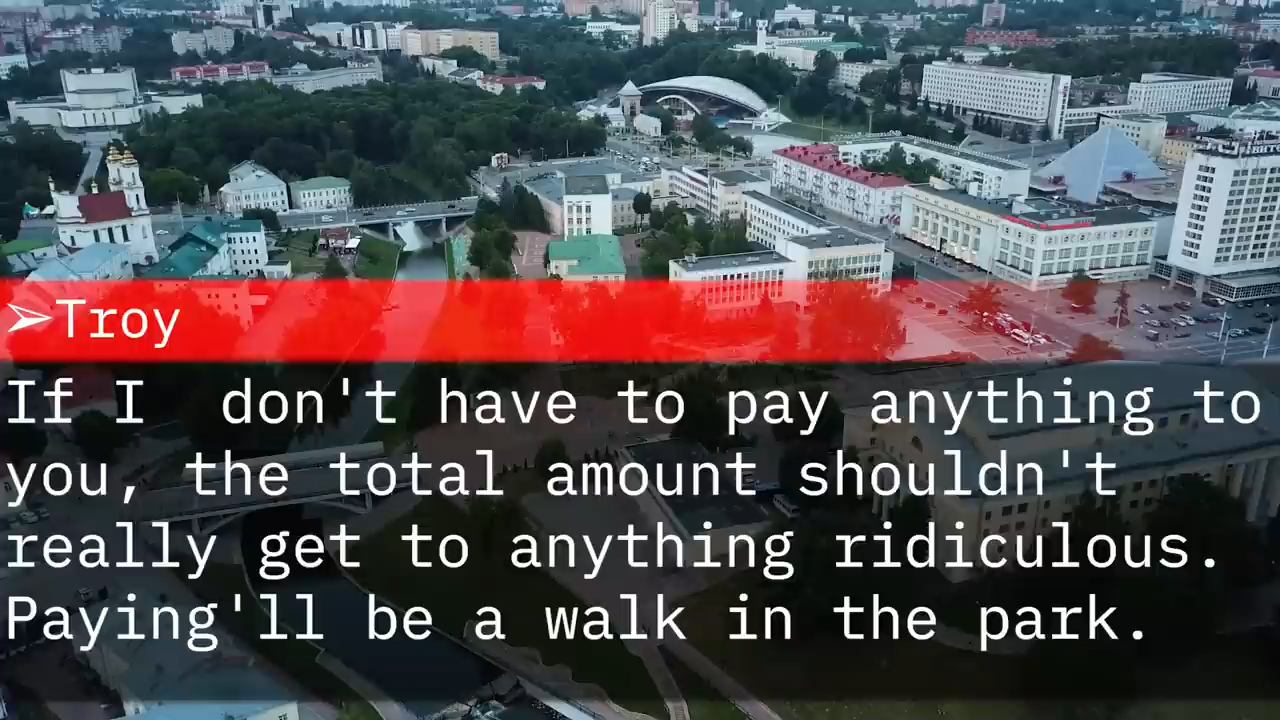 ➢Troy
If I  don't have to pay anything to
you, the total amount shouldn't
really get to anything ridiculous.
Paying'll be a walk in the park.